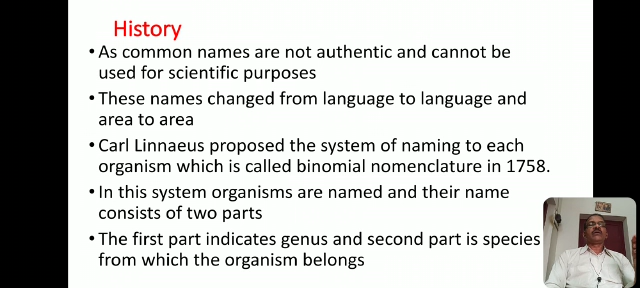 History
• As common names are not authentic and cannot be
used for scientific purposes
• These names changed from language to language and
area to area
• Carl Linnaeus proposed the system of naming to each
organism which is called binomial nomenclature in 1758.
• In this system organisms are named and their name
consists of two parts
• The first part indicates genus and second part is species
from which the organism belongs